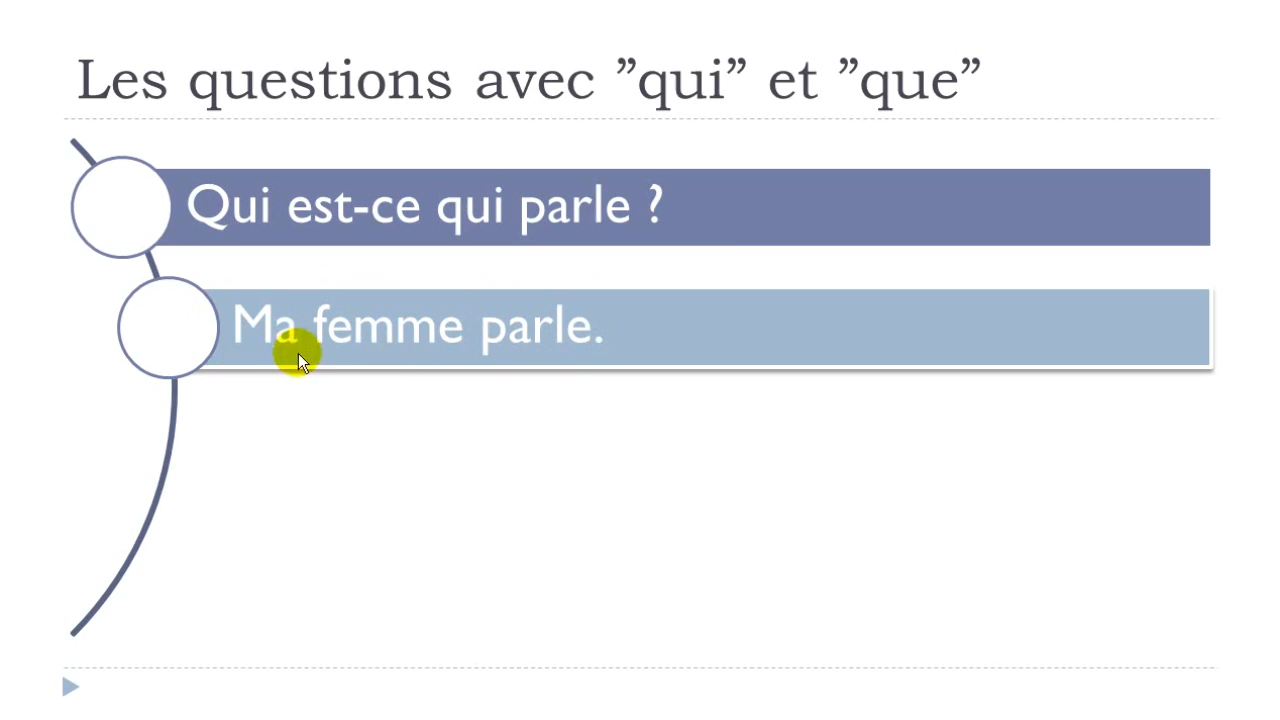 Les questions avec ”qui” et ”que”
Qui est-ce qui parle ?
Ma femme parle.